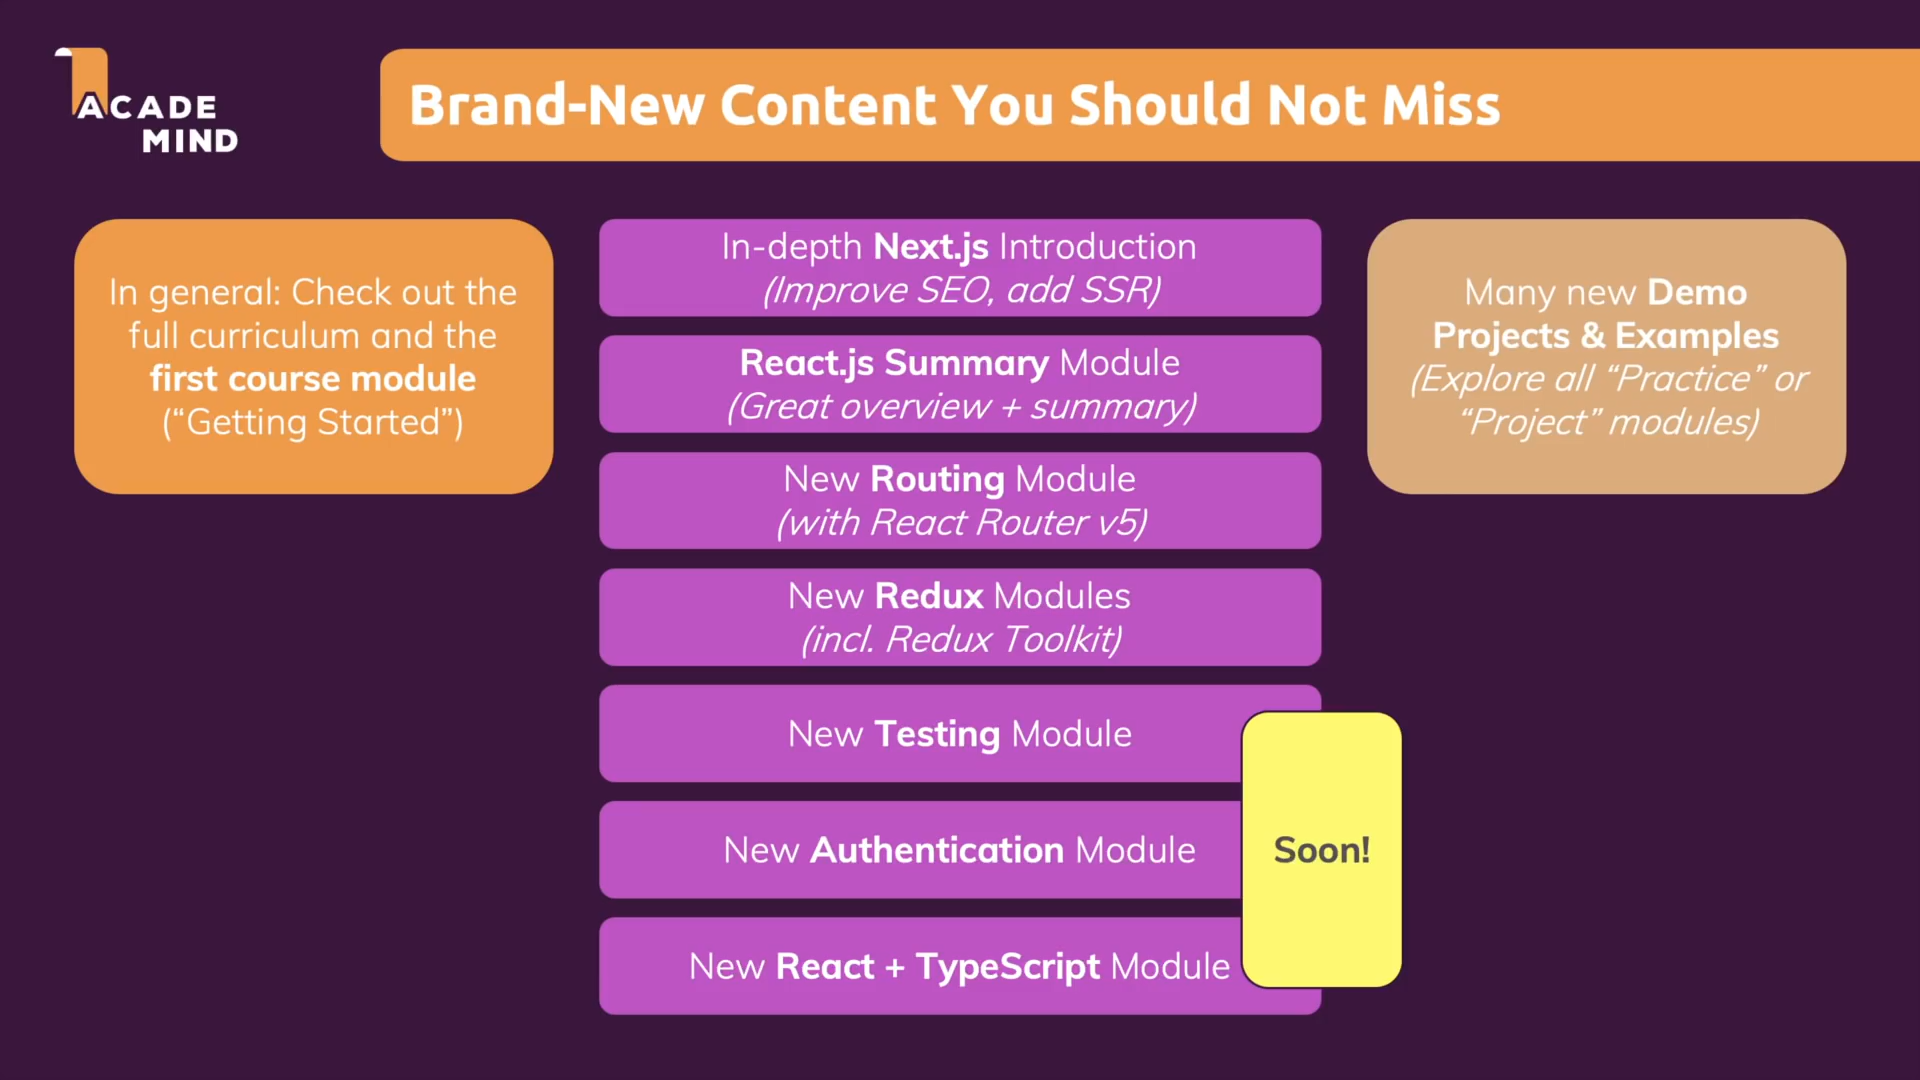 ACADE
MIND
Brand-New Content You Should Not Miss
In general: Check out the
full curriculum and the
first course module
(“Getting Started”)
In-depth Next.js Introduction
(Improve SEO, add SSR)
React.js Summary Module
(Great overview + summary)
New Routing Module
(with React Router v5)
New Redux Modules
(incl. Redux Toolkit)
New Testing Module
New Authentication Module
New React + TypeScript Module
Soon!
Many new Demo
Projects & Examples
(Explore all “Practice” or
“Project” modules)